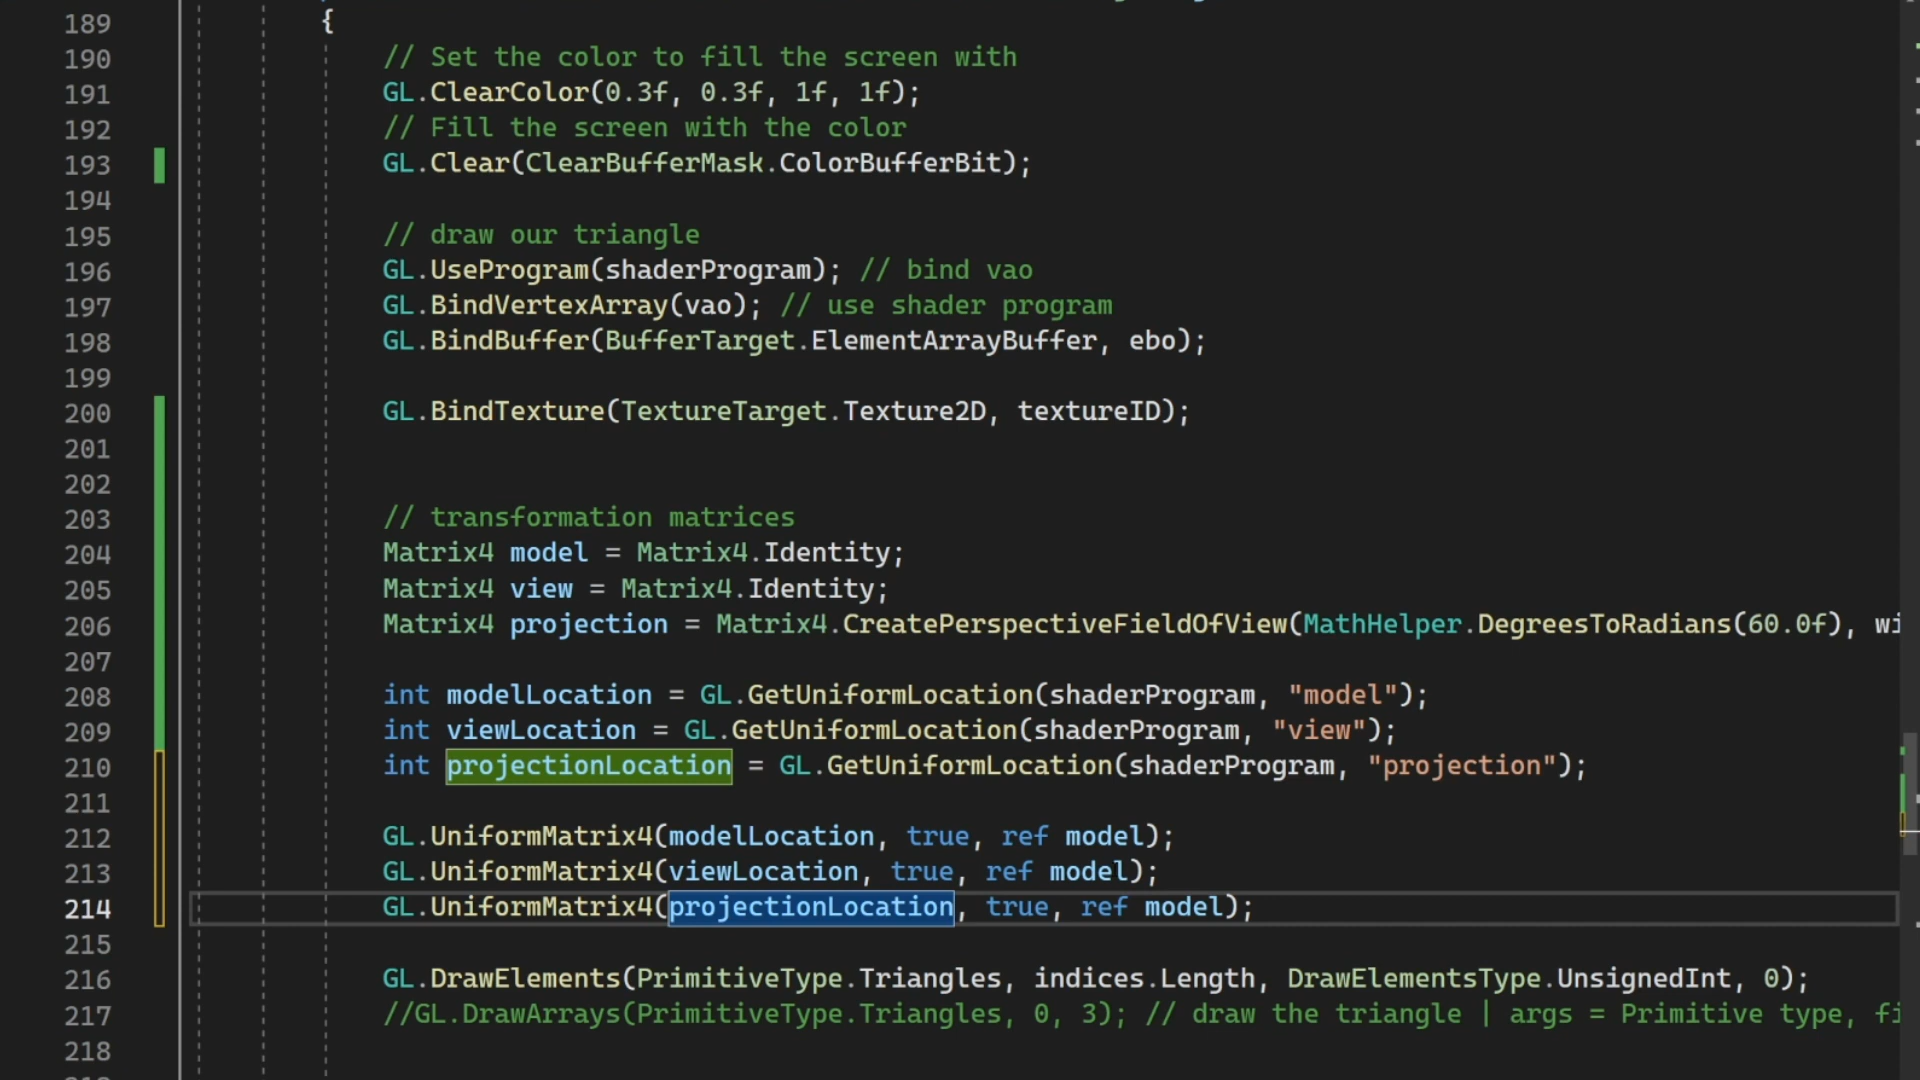 189 {
190 // Set the color to fill the screen with
191 GL.ClearColor(0.3f, 0.3f, 1f, 1f);
192 // Fill the screen with the color
193 GL.Clear(ClearBufferMask.ColorBufferBit);
194
195 // draw our triangle
196 GL.UseProgram(shaderProgram); // bind vao
197 GL.BindVertexArray(vao); // use shader program
198 GL.BindBuffer(BufferTarget.ElementArrayBuffer, ebo);
199
200 GL.BindTexture(TextureTarget.Texture2D, textureID);
201
202
203 // transformation matrices
204 Matrix4 model = Matrix4.Identity;
205 Matrix4 view = Matrix4.Identity;
206 Matrix4 projection = Matrix4.CreatePerspectiveFieldOfView(MathHelper.DegreesToRadians(60.0f), wi
207
208 int modelLocation = GL.GetUniformLocation(shaderProgram, "model");
209 int viewLocation = GL.GetUniformLocation(shaderProgram, "view");
210 int projectionLocation = GL.GetUniformLocation(shaderProgram, "projection");
211
212 GL.UniformMatrix4(modelLocation, true, ref model);
213 GL.UniformMatrix4(viewLocation, true, ref model);
214 GL.UniformMatrix4(projectionLocation, true, ref model);
215
216 GL.DrawElements(PrimitiveType.Triangles, indices.Length, DrawElementsType.UnsignedInt, 0);
217 //GL.DrawArrays(PrimitiveType.Triangles, 0, 3); // draw the triangle | args = Primitive type, fi
218